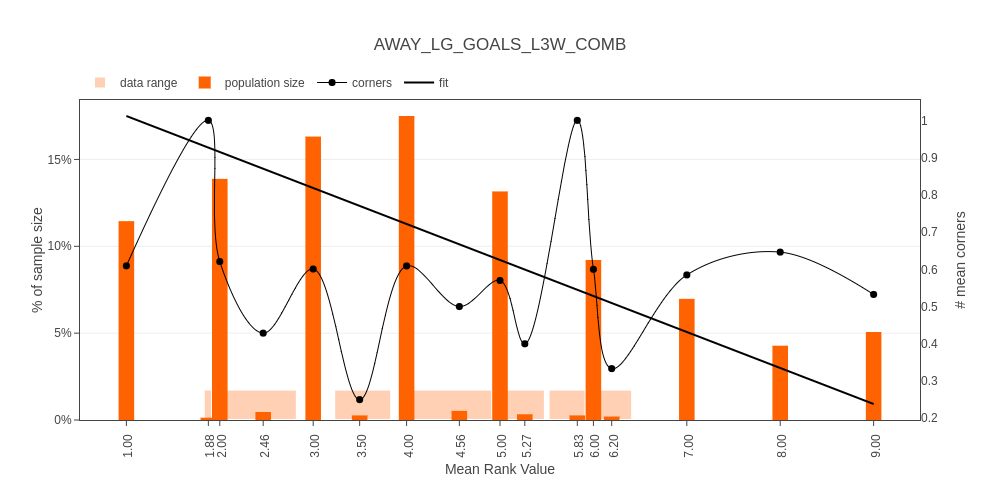 AWAY_LG_GOALS_L3W_COMB
data range population size corners fit
15%
10%
5%
0%
% of sample size
1
0.9
0.8
0.7
0.6
0.5
0.4
0.3
0.2
# mean corners
1.00 1.88 2.00 2.46 3.00 3.50 4.00 4.56 5.00 5.27 5.83 6.00 6.20 7.00 8.00 9.00
Mean Rank Value